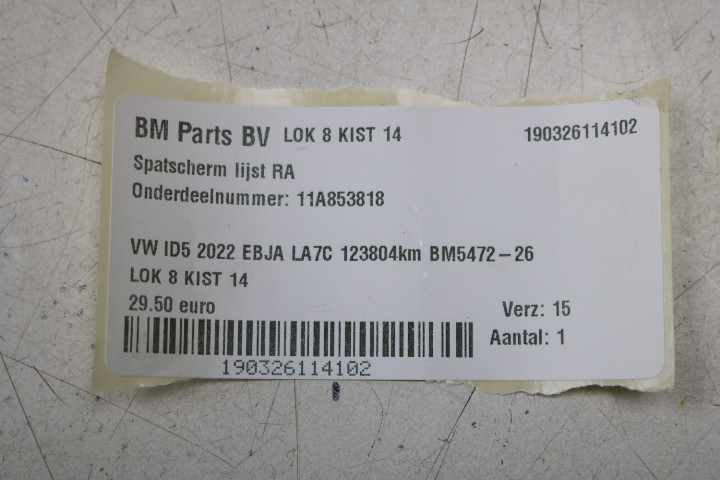 BM Parts BV LOK 8 KIST 14 190326114102
Spatscherm lijst RA
Onderdeelnummer: 11A853818
VW ID5 2022 EBJA LA7C 123804km BM5472-26
LOK 8 KIST 14
29.50 euro Verz: 15
Aantal: 1
190326114102